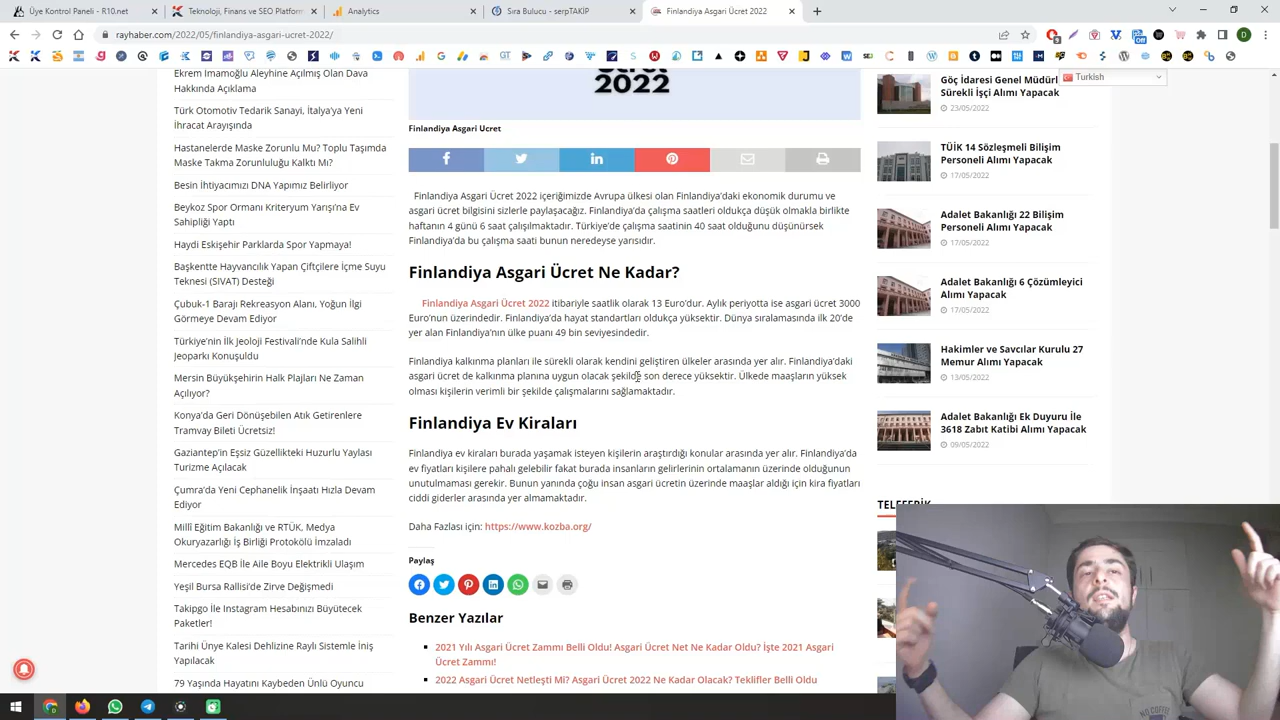 Üye Kontrol Paneli - R10.net
Teknoloji, Finans ve SEO Platform
Analytics
Sıra Bulucu - serpTAKİP
Finlandiya Asgari Ücret 2022
rayhaber.com/2022/05/finlandiya-asgari-ucret-2022/
Ekrem İmamoğlu Aleyhine Açılmış Olan Dava
Hakkında Açıklama
Türk Otomotiv Tedarik Sanayi, İtalya'ya Yeni
İhracat Arayışında
Hastanelerde Maske Zorunlu Mu? Toplu Taşımda
Maske Takma Zorunluluğu Kalktı Mı?
Besin İhtiyacımızı DNA Yapımız Belirliyor
Beykoz Spor Ormanı Kriteryum Yarışı'na Ev
Sahipliği Yaptı
Haydi Eskişehir Parklarda Spor Yapmaya!
Başkentte Hayvancılık Yapan Çiftçilere İçme Suyu
Teknesi (SIVAT) Desteği
Çubuk-1 Barajı Rekreasyon Alanı, Yoğun İlgi
Görmeye Devam Ediyor
Türkiye'nin İlk Jeoloji Festivali'nde Kula Salihli
Jeoparkı Konuşuldu
Mersin Büyükşehirin Halk Plajları Ne Zaman
Açılıyor?
Konya'da Geri Dönüşebilen Atık Getirenlere
Tramvay Bileti Ücretsiz!
Gaziantep'in Eşsiz Güzellikteki Huzurlu Yaylası
Turizme Açılacak
Çumra'da Yeni Cephanelik İnşaatı Hızla Devam
Ediyor
Millî Eğitim Bakanlığı ve RTÜK, Medya
Okuryazarlığı İş Birliği Protokolü İmzaladı
Mercedes EQB İle Aile Boyu Elektrikli Ulaşım
Yeşil Bursa Rallisi'de Zirve Değişmedi
Takipgo İle Instagram Hesabınızı Büyütecek
Paketler!
Tarihi Ünye Kalesi Dehlizine Raylı Sistemle İniş
Yapılacak
79 Yaşında Hayatını Kaybeden Ünlü Oyuncu
2022
Finlandiya Asgari Ucret
Finlandiya Asgari Ücret 2022 içeriğimizde Avrupa ülkesi olan Finlandiya'daki ekonomik durumu ve
asgari ücret bilgisini sizlerle paylaşacağız. Finlandiya'da çalışma saatleri oldukça düşük olmakla birlikte
haftanın 4 günü 6 saat çalışılmaktadır. Türkiye'de çalışma saatinin 40 saat olduğunu düşünürsek
Finlandiya'da bu çalışma saati bunun neredeyse yarısıdır.
Finlandiya Asgari Ücret Ne Kadar?
Finlandiya Asgari Ücret 2022 itibariyle saatlik olarak 13 Euro'dur. Aylık periyotta ise asgari ücret 3000
Euro'nun üzerindedir. Finlandiya'da hayat standartları oldukça yüksektir. Dünya sıralamasında ilk 20'de
yer alan Finlandiya'nın ülke puanı 49 bin seviyesindedir.
Finlandiya kalkınma planları ile sürekli olarak kendini geliştiren ülkeler arasında yer alır. Finlandiya'daki
asgari ücret de kalkınma planına uygun olacak şekilde son derece yüksektir. Ülkede maaşların yüksek
olması kişilerin verimli bir şekilde çalışmalarını sağlamaktadır.
Finlandiya Ev Kiraları
Finlandiya ev kiraları burada yaşamak isteyen kişilerin araştırdığı konular arasında yer alır. Finlandiya'da
ev fiyatları kişilere pahalı gelebilir fakat burada insanların gelirlerinin ortalamanın üzerinde olduğunun
unutulmaması gerekir. Bunun yanında çoğu insan asgari ücretin üzerinde maaşlar aldığı için kira fiyatları
ciddi giderler arasında yer almamaktadır.
Daha Fazlası için: https://www.kozba.org/
Paylaş
Benzer Yazılar
2021 Yılı Asgari Ücret Zammı Belli Oldu! Asgari Ücret Net Ne Kadar Oldu? İşte 2021 Asgari
Ücret Zammı!
2022 Asgari Ücret Netleşti Mi? Asgari Ücret 2022 Ne Kadar Olacak? Teklifler Belli Oldu
Turkish
Göç İdaresi Genel Müdürl
Sürekli İşçi Alımı Yapacak
23/05/2022
TÜİK 14 Sözleşmeli Bilişim
Personeli Alımı Yapacak
17/05/2022
Adalet Bakanlığı 22 Bilişim
Personeli Alımı Yapacak
17/05/2022
Adalet Bakanlığı 6 Çözümleyici
Alımı Yapacak
17/05/2022
Hakimler ve Savcılar Kurulu 27
Memur Alımı Yapacak
13/05/2022
Adalet Bakanlığı Ek Duyuru İle
3618 Zabıt Katibi Alımı Yapacak
09/05/2022
TELEFERİK
NO COFFEE